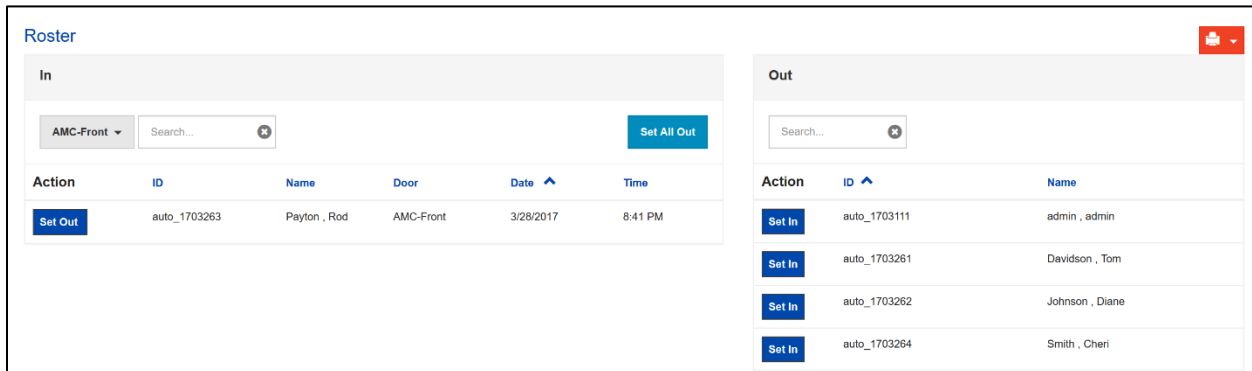 Roster
In
AMC-Front Search... Set All Out
Action ID Name Door Date Time
Set Out auto_1703263 Payton , Rod AMC-Front 3/28/2017 8:41 PM
Out
Search...
Action ID Name
Set In auto_1703111 admin , admin
Set In auto_1703261 Davidson , Tom
Set In auto_1703262 Johnson , Diane
Set In auto_1703264 Smith , Cheri